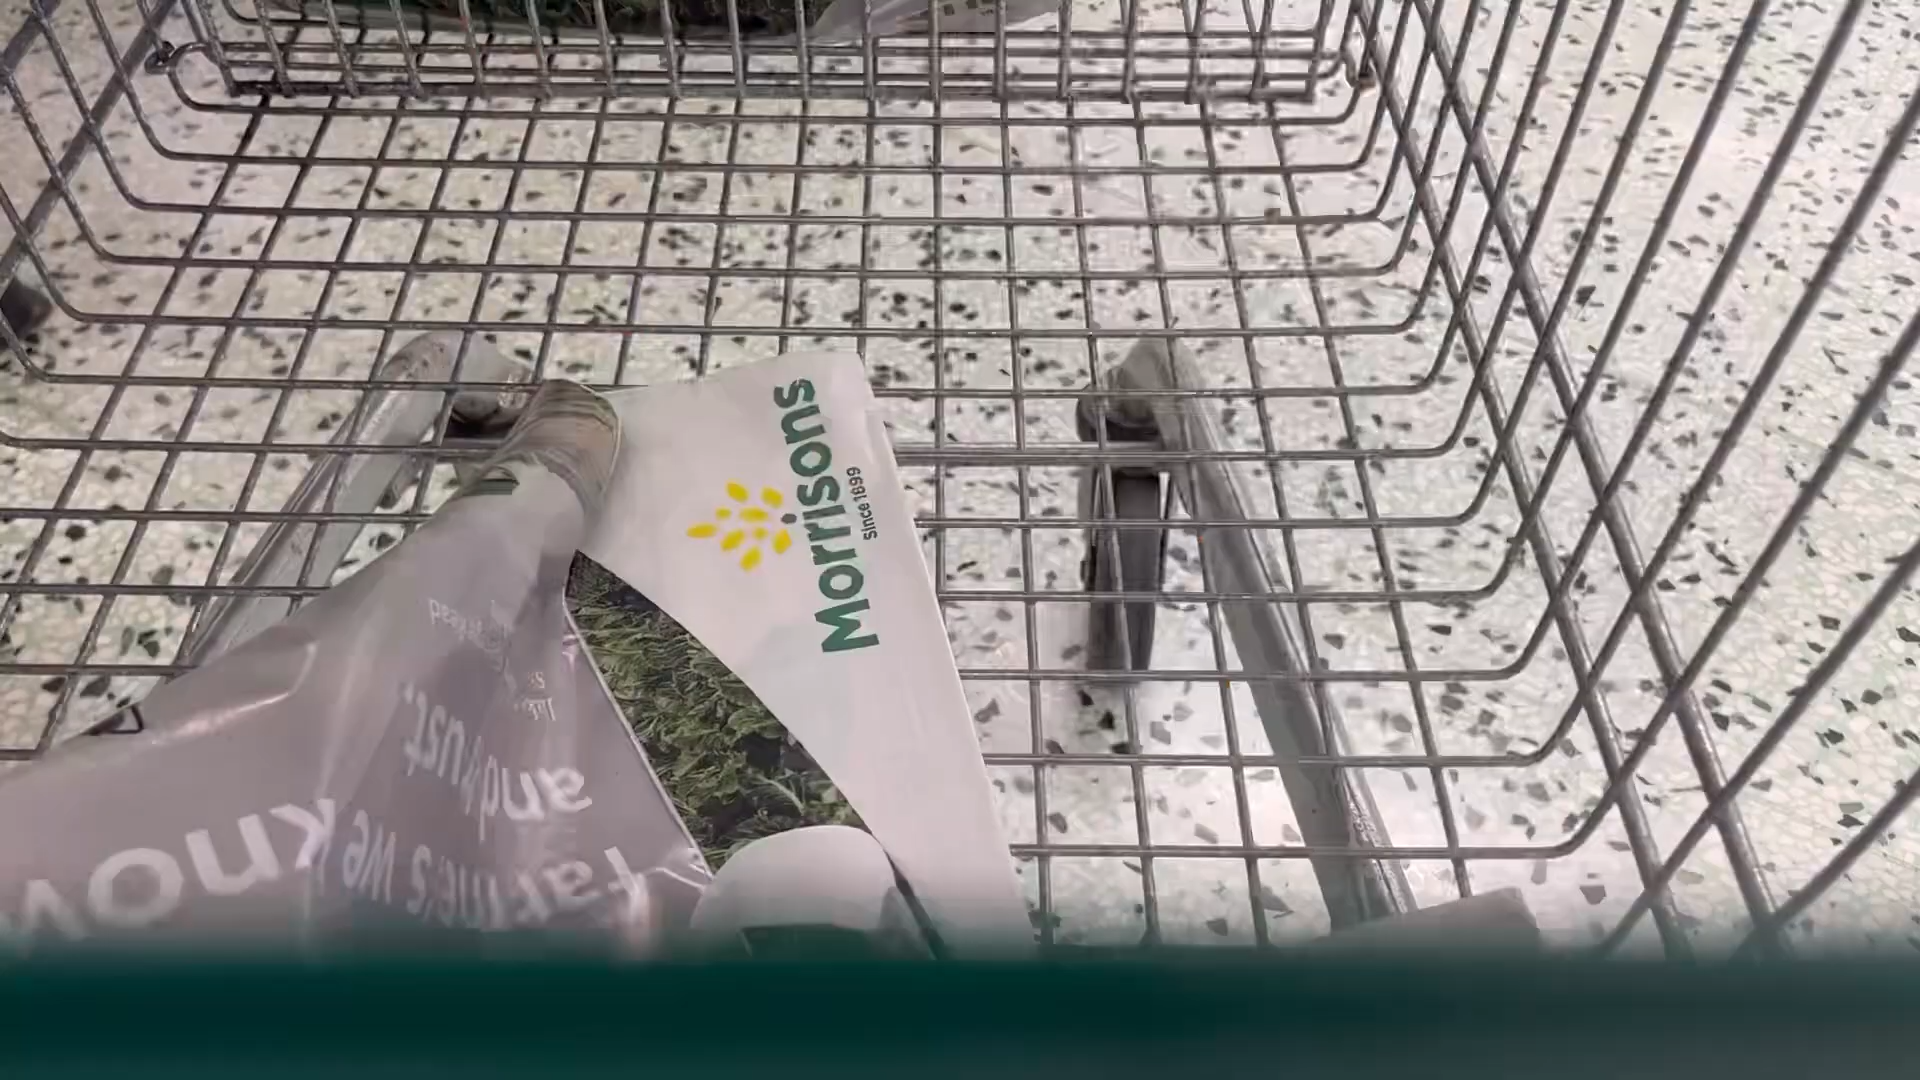 Morrisons
Since 1899
Farmers we know
and trust.